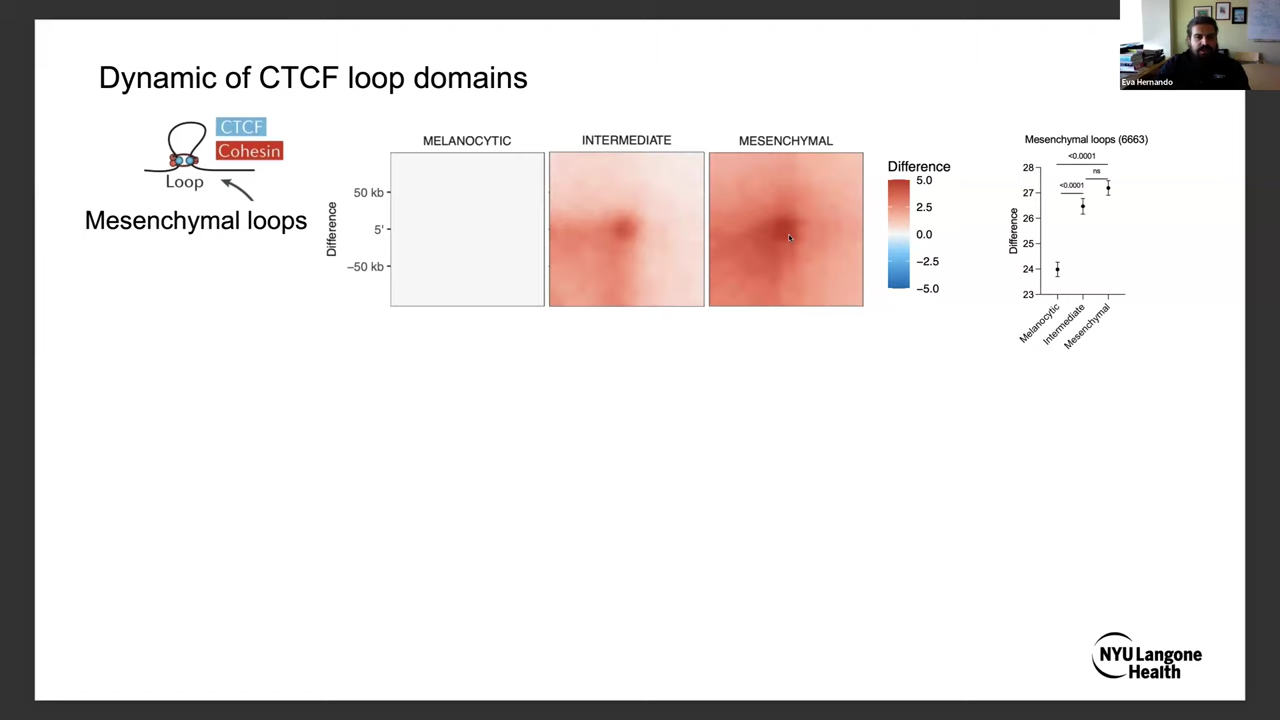 Dynamic of CTCF loop domains
CTCF
Cohesin
Loop
Mesenchymal loops
MELANOCYTIC
INTERMEDIATE
MESENCHYMAL
Difference
50 kb
5'
−50 kb
Difference
5.0
2.5
0.0
−2.5
−5.0
Mesenchymal loops (6663)
<0.0001
ns
<0.0001
Difference
28
27
26
25
24
23
Melanocytic
Intermediate
Mesenchymal
Eva Hernando
NYU Langone
Health